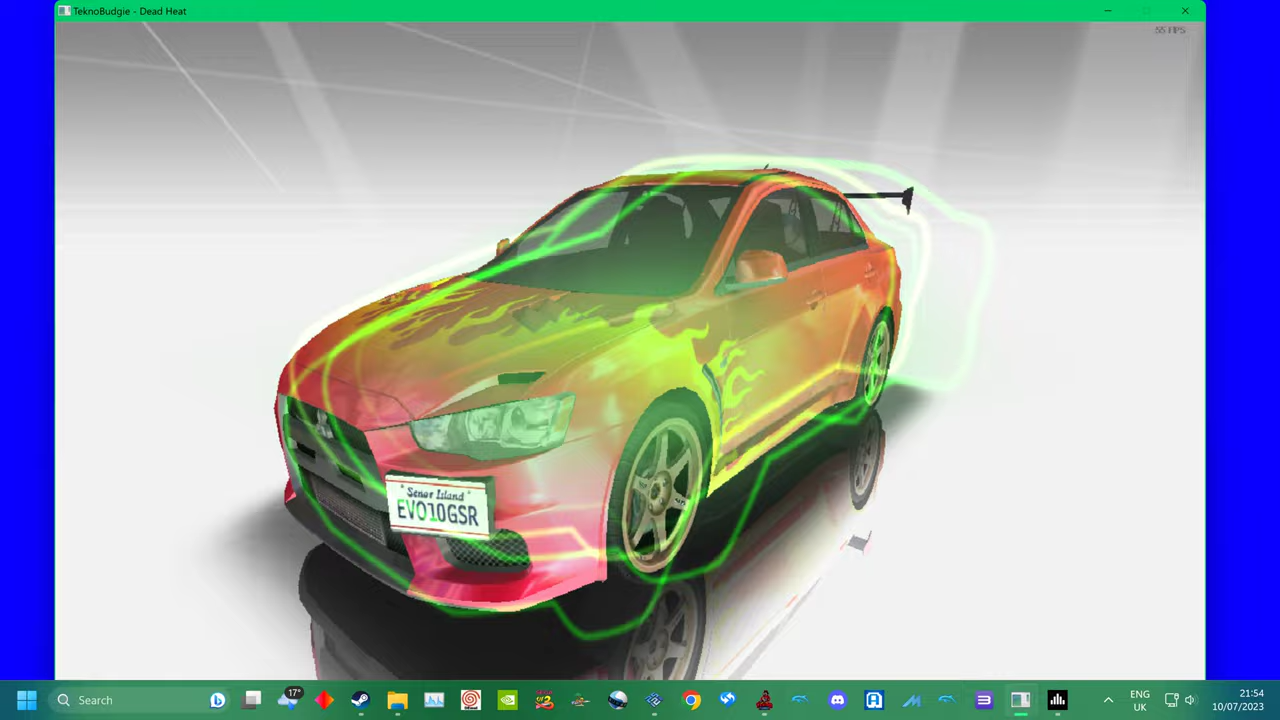 TeknoBudgie - Dead Heat
55 FPS
Senor Island
EVO10GSR
Search
17°
ENG
UK
21:54
10/07/2023